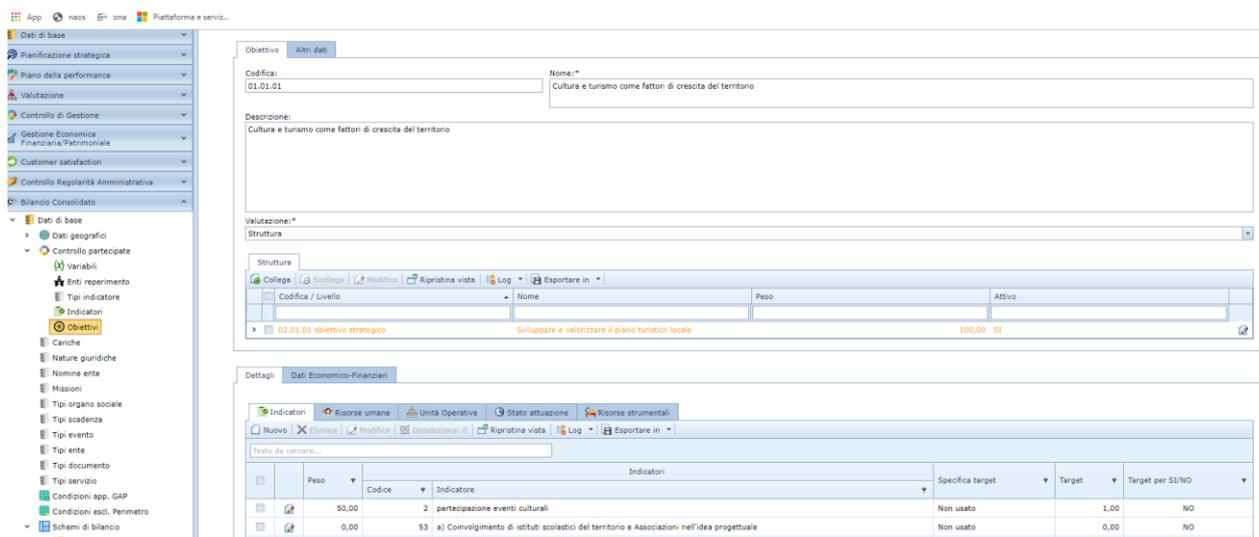 App naos ona Piattaforma e serviz...
Dati di base
Pianificazione strategica
Piano della performance
Valutazione
Controllo di Gestione
Gestione Economica
Finanziaria/Patrimoniale
Customer satisfaction
Controllo Regolarità Amministrativa
Bilancio Consolidato
Dati di base
Dati geografici
Controllo partecipate
Variabili
Enti reperimento
Tipi indicatore
Indicatori
Obiettivi
Cariche
Nature giuridiche
Nomine ente
Missioni
Tipi organo sociale
Tipi scadenza
Tipi evento
Tipi ente
Tipi documento
Tipi servizio
Condizioni app. GAP
Condizioni escl. Perimetro
Schemi di bilancio
Obiettivo Altri dati
Codifica: Nome:*
01.01.01 Cultura e turismo come fattori di crescita del territorio
Descrizione:
Cultura e turismo come fattori di crescita del territorio
Valutazione:*
Struttura
Struttura
Collega Scollega Modifica Ripristina vista Log Esportare in
Codifica / Livello Nome Peso Attivo
02.01.01 obiettivo strategico Sviluppare e valorizzare il piano turistico locale 100,00 SI
Dettagli Dati Economico-Finanziari
Indicatori Risorse umane Unità Operative Stato attuazione Risorse strumentali
Nuovo Elimina Modifica Deseleziona: 0 Ripristina vista Log Esportare in
Testo da cercare...
Indicatori
Peso Specifica target Target Target per SI/NO
Codice Indicatore
50,00 2 partecipazione eventi culturali Non usato 1,00 NO
0,00 53 a) Coinvolgimento di istituti scolastici del territorio e Associazioni nell'idea progettuale Non usato 0,00 NO